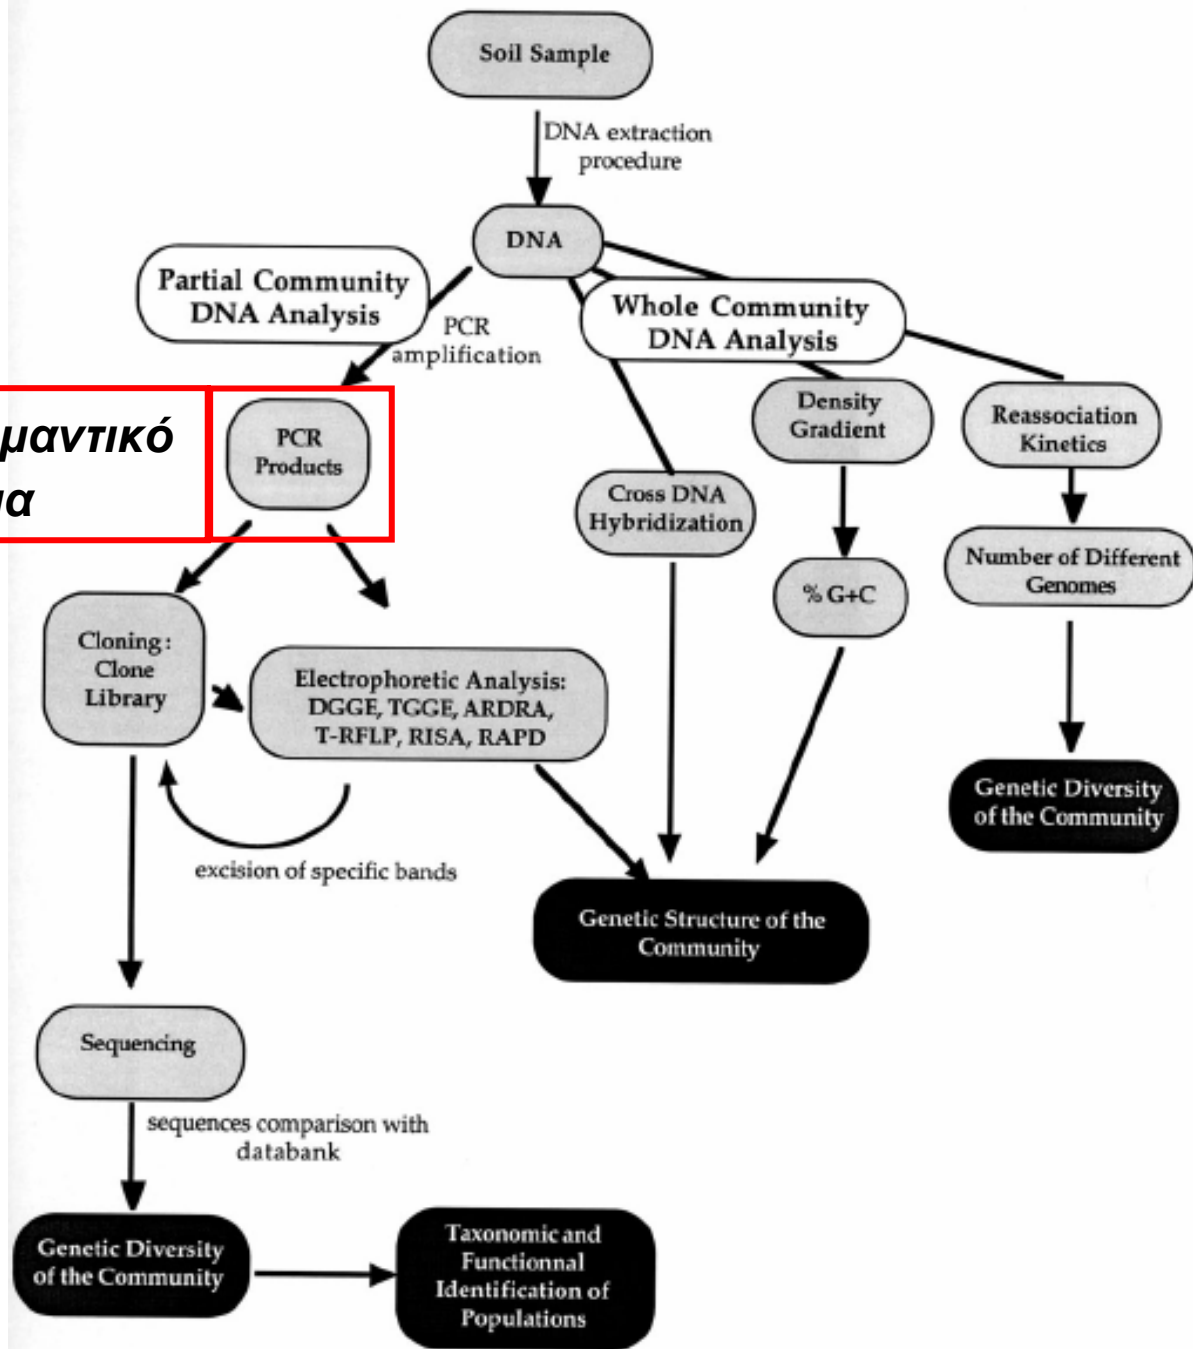 Soil Sample
DNA extraction
procedure
DNA
Partial Community
DNA Analysis
PCR
amplification
Whole Community
DNA Analysis
μαντικό
μα
PCR
Products
Density
Gradient
Reassociation
Kinetics
Cross DNA
Hybridization
% G+C
Number of Different
Genomes
Cloning :
Clone
Library
Electrophoretic Analysis:
DGGE, TGGE, ARDRA,
T-RFLP, RISA, RAPD
Genetic Diversity
of the Community
excision of specific bands
Genetic Structure of the
Community
Sequencing
sequences comparison with
databank
Genetic Diversity
of the Community
Taxonomic and
Functionnal
Identification of
Populations